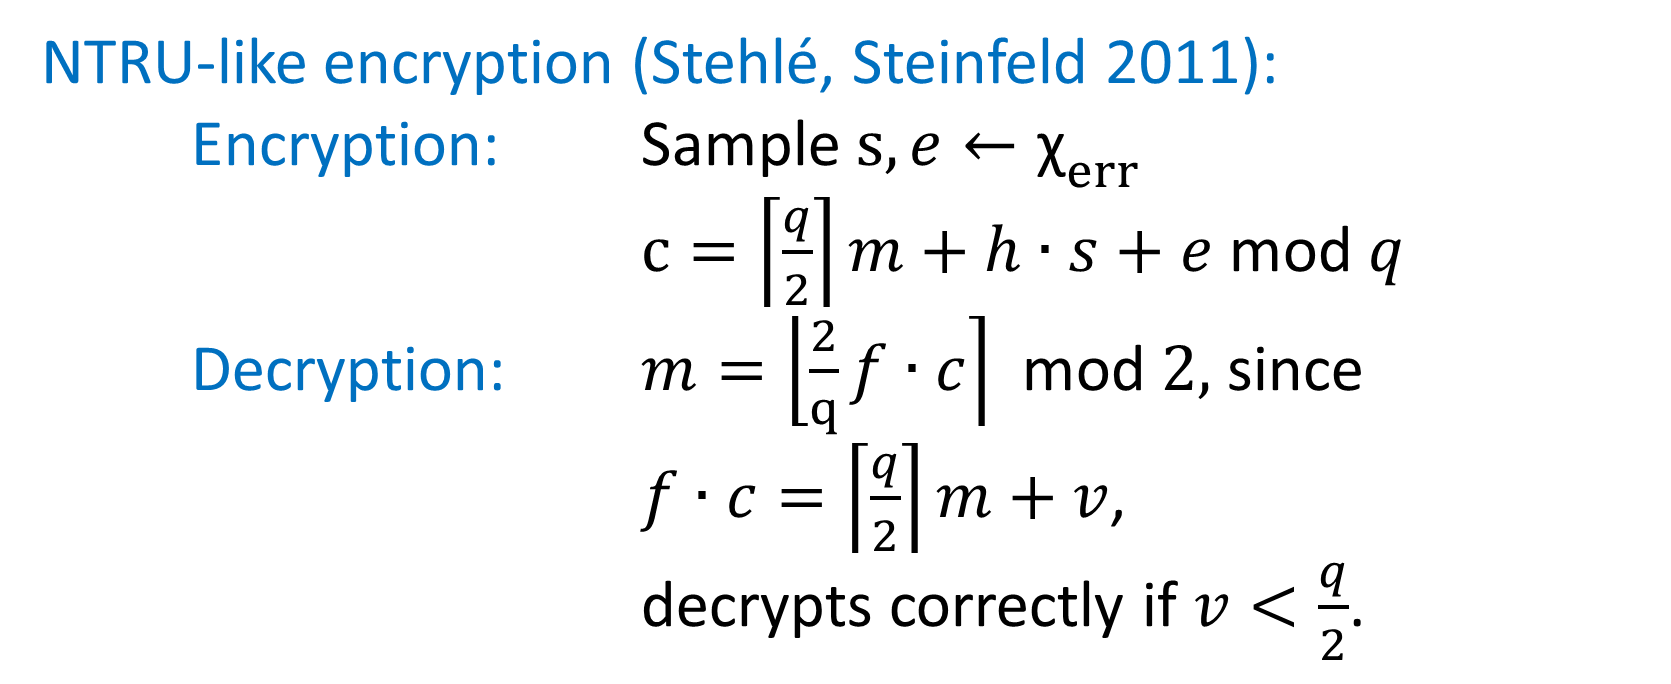 NTRU-like encryption (Stehlé, Steinfeld 2011):
Encryption: Sample s, e ← χ_err
c = ⌈q/2⌉ m + h · s + e mod q
Decryption: m = ⌊2/q f · c⌉ mod 2, since
f · c = ⌈q/2⌉ m + v,
decrypts correctly if v < q/2.